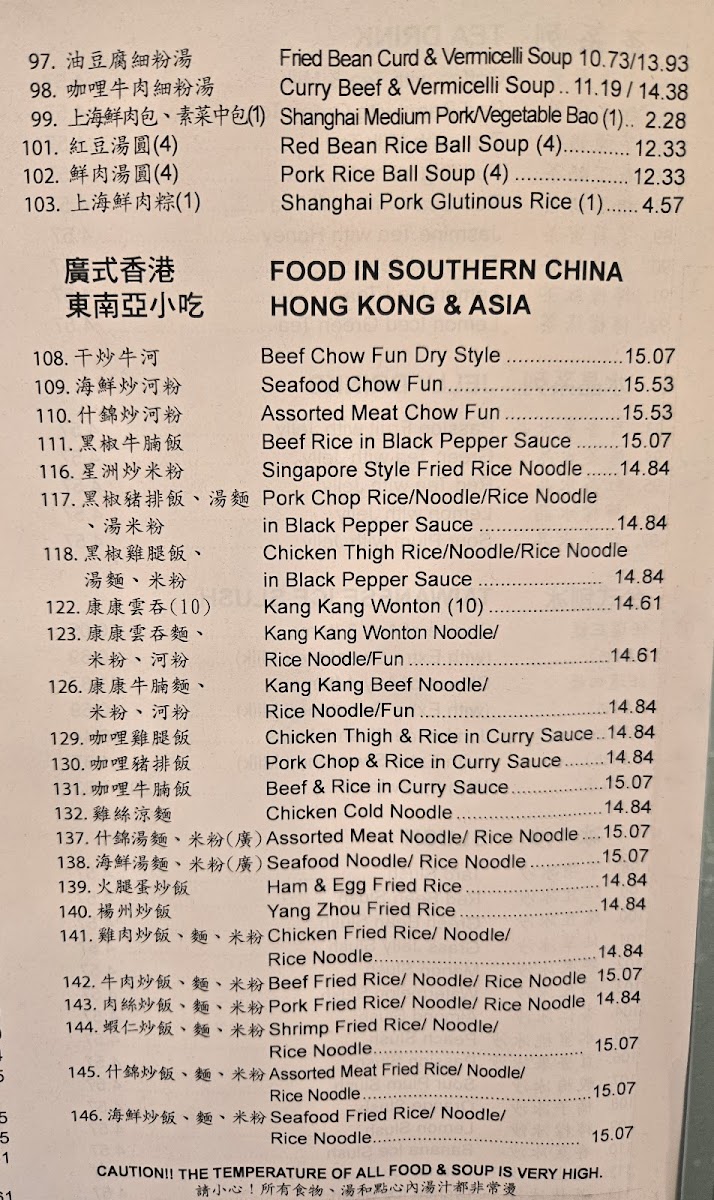 97. 油豆腐細粉湯 Fried Bean Curd & Vermicelli Soup 10.73/13.93
98. 咖哩牛肉細粉湯 Curry Beef & Vermicelli Soup .. 11.19 / 14.38
99. 上海鮮肉包、素菜中包(1) Shanghai Medium Pork/Vegetable Bao (1).. 2.28
101. 紅豆湯圓(4) Red Bean Rice Ball Soup (4)............ 12.33
102. 鮮肉湯圓(4) Pork Rice Ball Soup (4) .................... 12.33
103. 上海鮮肉粽(1) Shanghai Pork Glutinous Rice (1)...... 4.57
廣式香港 FOOD IN SOUTHERN CHINA
東南亞小吃 HONG KONG & ASIA
108. 干炒牛河 Beef Chow Fun Dry Style ....................15.07
109. 海鮮炒河粉 Seafood Chow Fun ..............................15.53
110. 什錦炒河粉 Assorted Meat Chow Fun ....................15.53
111. 黑椒牛腩飯 Beef Rice in Black Pepper Sauce ........15.07
116. 星洲炒米粉 Singapore Style Fried Rice Noodle ......14.84
117. 黑椒豬排飯、湯麵 Pork Chop Rice/Noodle/Rice Noodle
、湯米粉 in Black Pepper Sauce ........................14.84
118. 黑椒雞腿飯、 Chicken Thigh Rice/Noodle/Rice Noodle
湯麵、米粉 in Black Pepper Sauce ...................... 14.84
122. 康康雲吞(10) Kang Kang Wonton (10) ......................14.61
123. 康康雲吞麵、 Kang Kang Wonton Noodle/
米粉、河粉 Rice Noodle/Fun ....................................14.61
126. 康康牛腩麵、 Kang Kang Beef Noodle/
米粉、河粉 Rice Noodle/Fun ..................................14.84
129. 咖哩雞腿飯 Chicken Thigh & Rice in Curry Sauce..14.84
130. 咖哩豬排飯 Pork Chop & Rice in Curry Sauce........14.84
131. 咖哩牛腩飯 Beef & Rice in Curry Sauce.................15.07
132. 雞絲涼麵 Chicken Cold Noodle ...........................14.84
137. 什錦湯麵、米粉(廣) Assorted Meat Noodle/ Rice Noodle ....15.07
138. 海鮮湯麵、米粉(廣) Seafood Noodle/ Rice Noodle .............15.07
139. 火腿蛋炒飯 Ham & Egg Fried Rice .........................14.84
140. 楊州炒飯 Yang Zhou Fried Rice ..........................14.84
141. 雞肉炒飯、麵、米粉 Chicken Fried Rice/ Noodle/
Rice Noodle..........................................14.84
142. 牛肉炒飯、麵、米粉 Beef Fried Rice/ Noodle/ Rice Noodle 15.07
143. 肉絲炒飯、麵、米粉 Pork Fried Rice/ Noodle/ Rice Noodle 14.84
144. 蝦仁炒飯、麵、米粉 Shrimp Fried Rice/ Noodle/
Rice Noodle....................................... 15.07
145. 什錦炒飯、麵、米粉 Assorted Meat Fried Rice/ Noodle/
Rice Noodle..........................................15.07
146. 海鮮炒飯、麵、米粉 Seafood Fried Rice/ Noodle/
Rice Noodle....................................... 15.07
CAUTION!! THE TEMPERATURE OF ALL FOOD & SOUP IS VERY HIGH.
請小心！所有食物、湯和點心內湯汁都非常燙